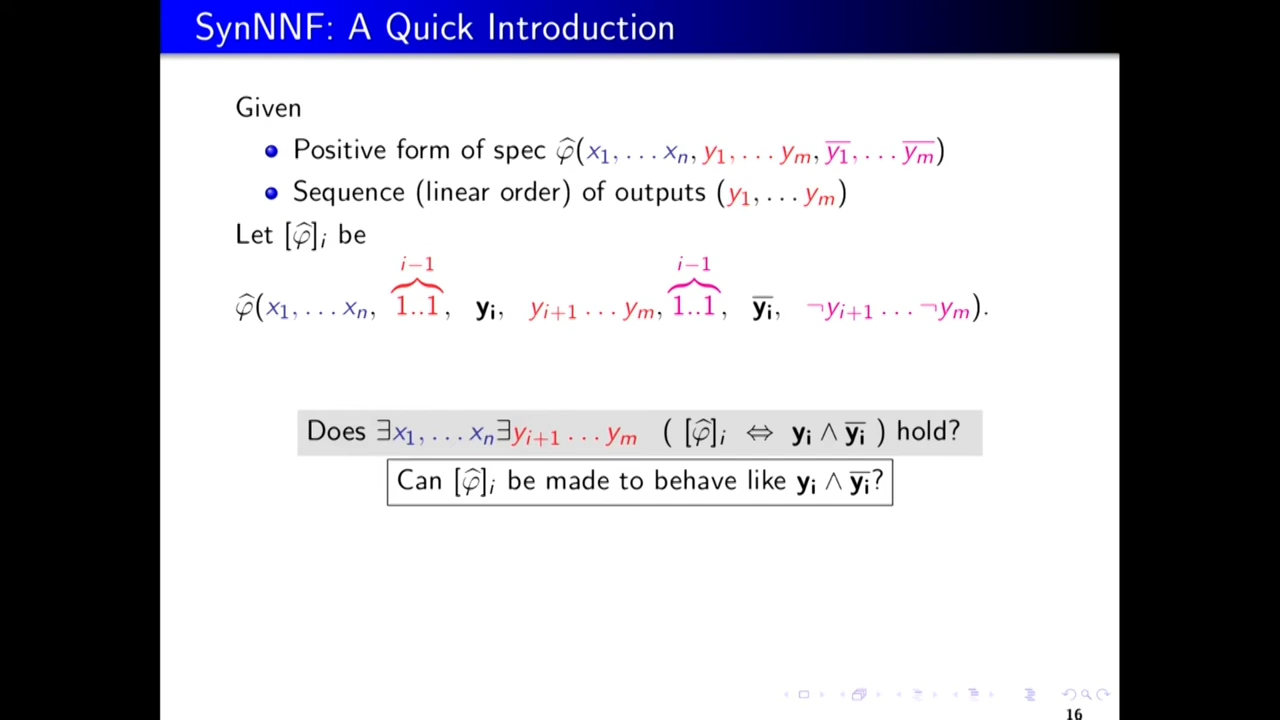 SynNNF: A Quick Introduction
Given
• Positive form of spec φ̂(x₁, . . . xₙ, y₁, . . . yₘ, y̅₁, . . . y̅ₘ)
• Sequence (linear order) of outputs (y₁, . . . yₘ)
Let [φ̂]ᵢ be
i−1 i−1
φ̂(x₁, . . . xₙ, 1..1, yᵢ, yᵢ₊₁ . . . yₘ, 1..1, y̅ᵢ, ¬yᵢ₊₁ . . . ¬yₘ).
Does ∃x₁, . . . xₙ∃yᵢ₊₁ . . . yₘ ( [φ̂]ᵢ ⇔ yᵢ ∧ y̅ᵢ ) hold?
Can [φ̂]ᵢ be made to behave like yᵢ ∧ y̅ᵢ?
16